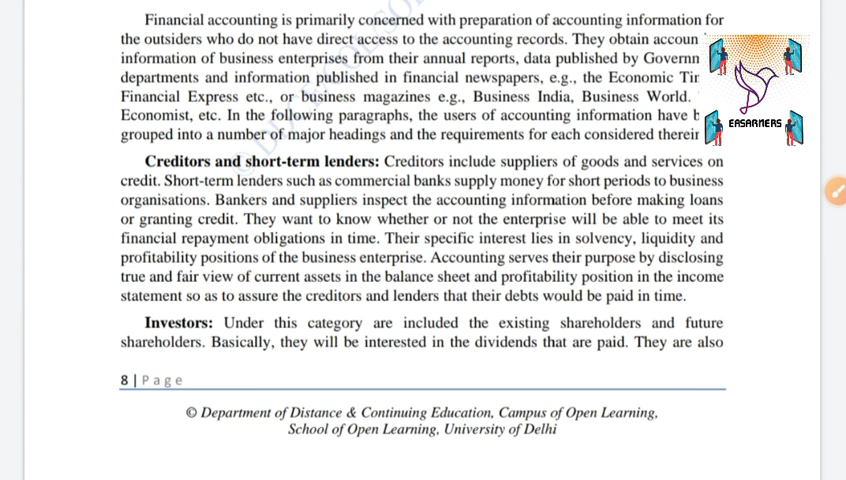 Financial accounting is primarily concerned with preparation of accounting information for
the outsiders who do not have direct access to the accounting records. They obtain
information of business enterprises from their annual reports, data published by
departments and information published in financial newspapers, e.g., the Economic
Financial Express etc., or business magazines e.g., Business India, Business World.
Economist, etc. In the following paragraphs, the users of accounting information have
grouped into a number of major headings and the requirements for each considered
EASARNERS
Creditors and short-term lenders: Creditors include suppliers of goods and services on
credit. Short-term lenders such as commercial banks supply money for short periods to business
organisations. Bankers and suppliers inspect the accounting information before making loans
or granting credit. They want to know whether or not the enterprise will be able to meet its
financial repayment obligations in time. Their specific interest lies in solvency, liquidity and
profitability positions of the business enterprise. Accounting serves their purpose by disclosing
true and fair view of current assets in the balance sheet and profitability position in the income
statement so as to assure the creditors and lenders that their debts would be paid in time.
Investors: Under this category are included the existing shareholders and future
shareholders. Basically, they will be interested in the dividends that are paid. They are also
8 | Page
© Department of Distance & Continuing Education, Campus of Open Learning,
School of Open Learning, University of Delhi